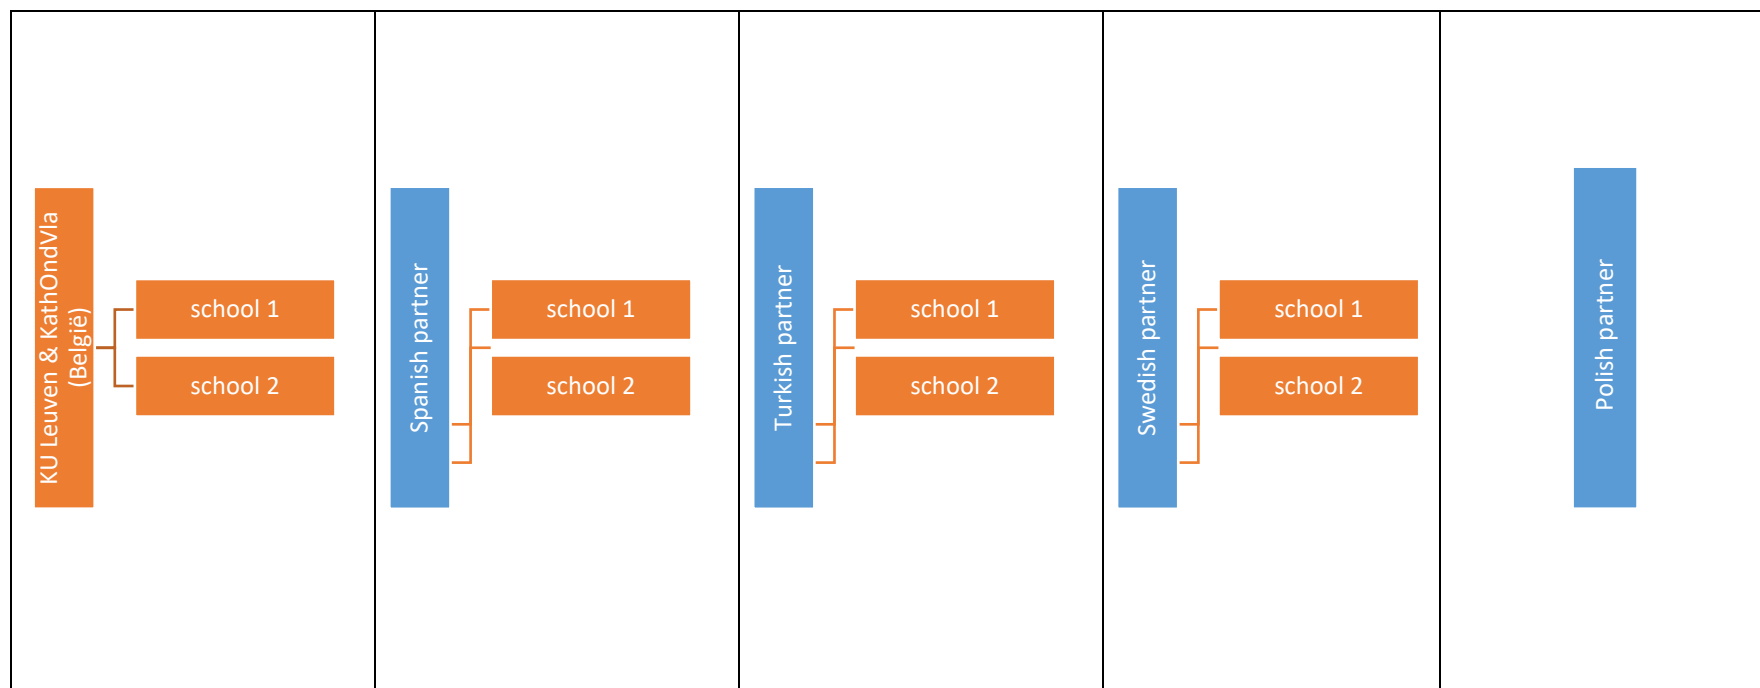 KU Leuven & KathOndVla
(België)
school 1
school 2
Spanish partner
school 1
school 2
Turkish partner
school 1
school 2
Swedish partner
school 1
school 2
Polish partner